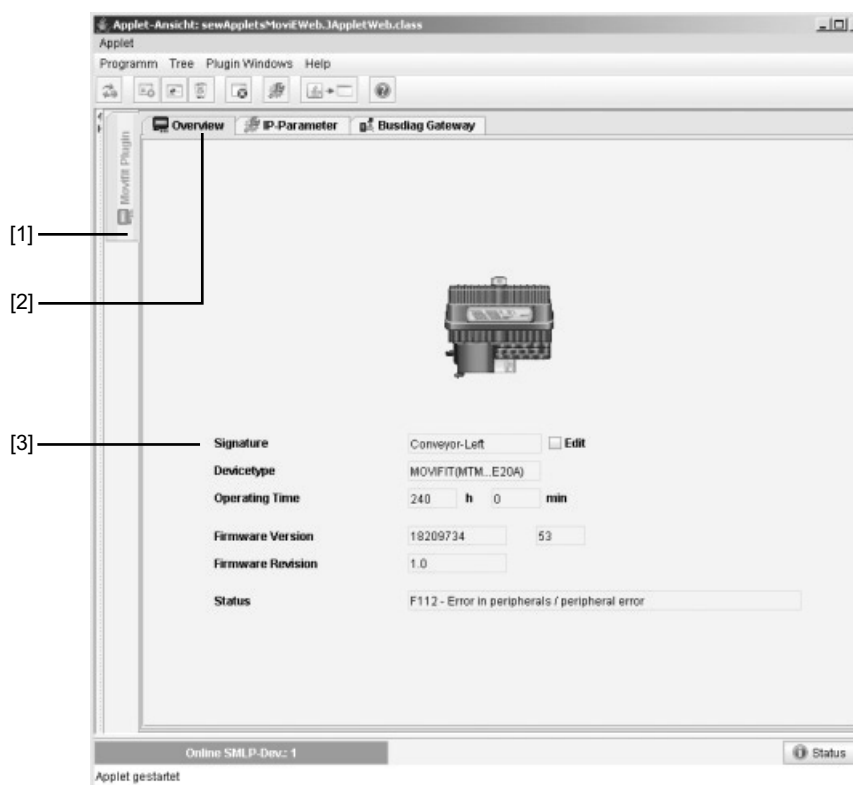 Applet-Ansicht: sewAppletsMoviEWeb.JAppletWeb.class
Applet
Programm Tree Plugin Windows Help
Overview IP-Parameter Busdiag Gateway
Movifit Plugin
[1]
[2]
[3]
Signature Conveyor-Left Edit
Devicetype MOVIFIT(MTM...E20A)
Operating Time 240 h 0 min
Firmware Version 18209734 53
Firmware Revision 1.0
Status F112 - Error in peripherals / peripheral error
Online SMLP-Dev.: 1 Status
Applet gestartet